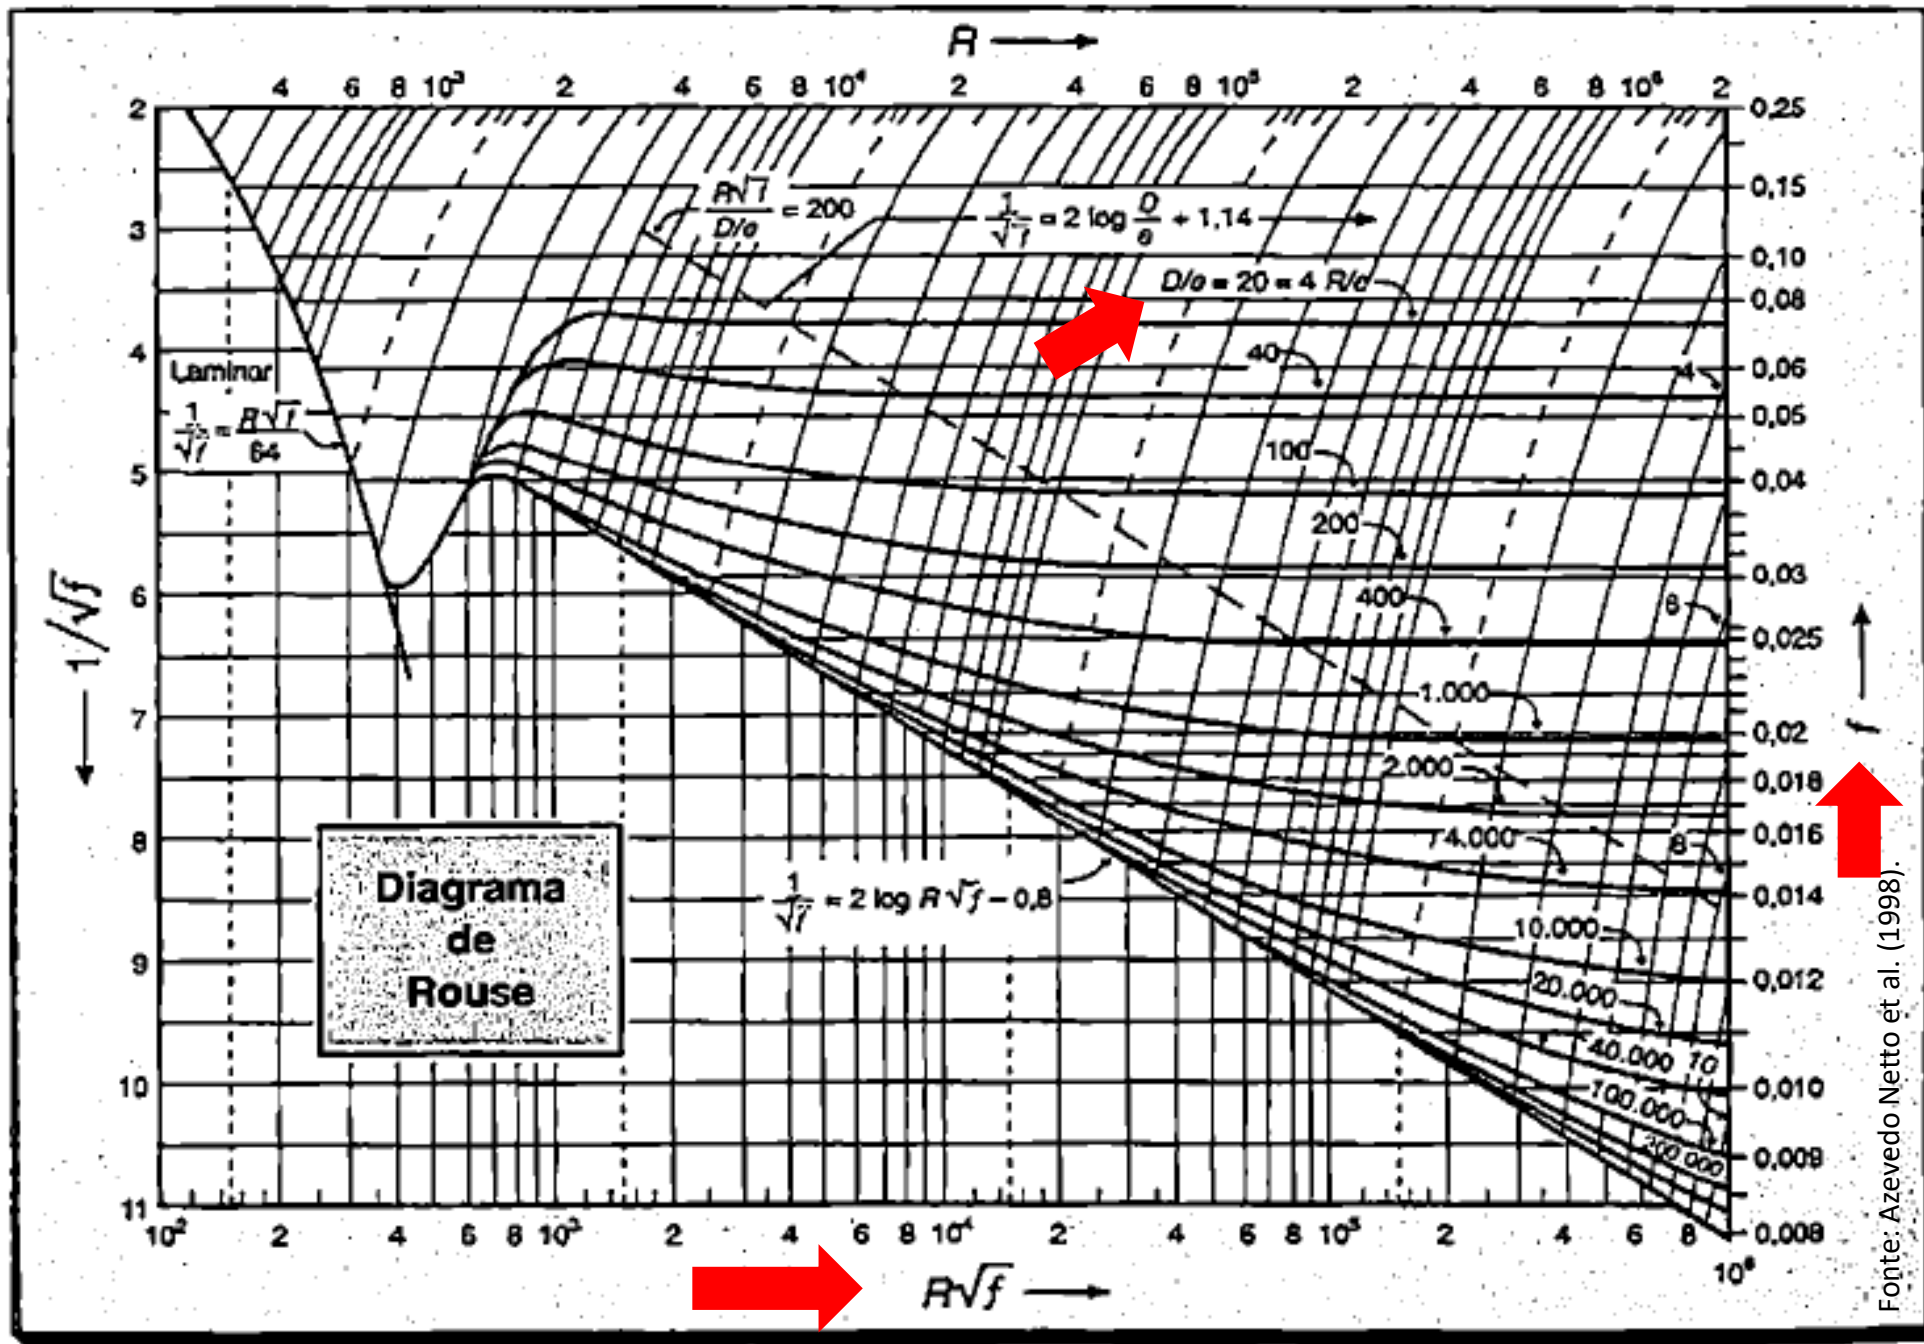 R
4 6 8 10³ 2 4 6 8 10⁴ 2 4 6 8 10⁵ 2 4 6 8 10⁶ 2
2
3
4
5
6
7
8
9
10
11
1/√f
0,25
0,15
0,10
0,08
0,06
0,05
0,04
0,03
0,025
0,02
0,018
0,016
0,014
0,012
0,010
0,009
0,008
f
R√f / D/e = 200
1/√f = 2 log D/e + 1,14
D/e = 20 = 4 R/e
40
4
100
200
400
6
1.000
2.000
4.000
8
10.000
20.000
40.000 10
100.000
200.000
Laminar
1/√f = R√f/64
1/√f = 2 log R√f – 0,8
Diagrama
de
Rouse
10² 2 4 6 8 10³ 2 4 6 8 10⁴ 2 4 6 8 10⁵ 2 4 6 8 10⁶
R√f
Fonte: Azevedo Netto et al. (1998).